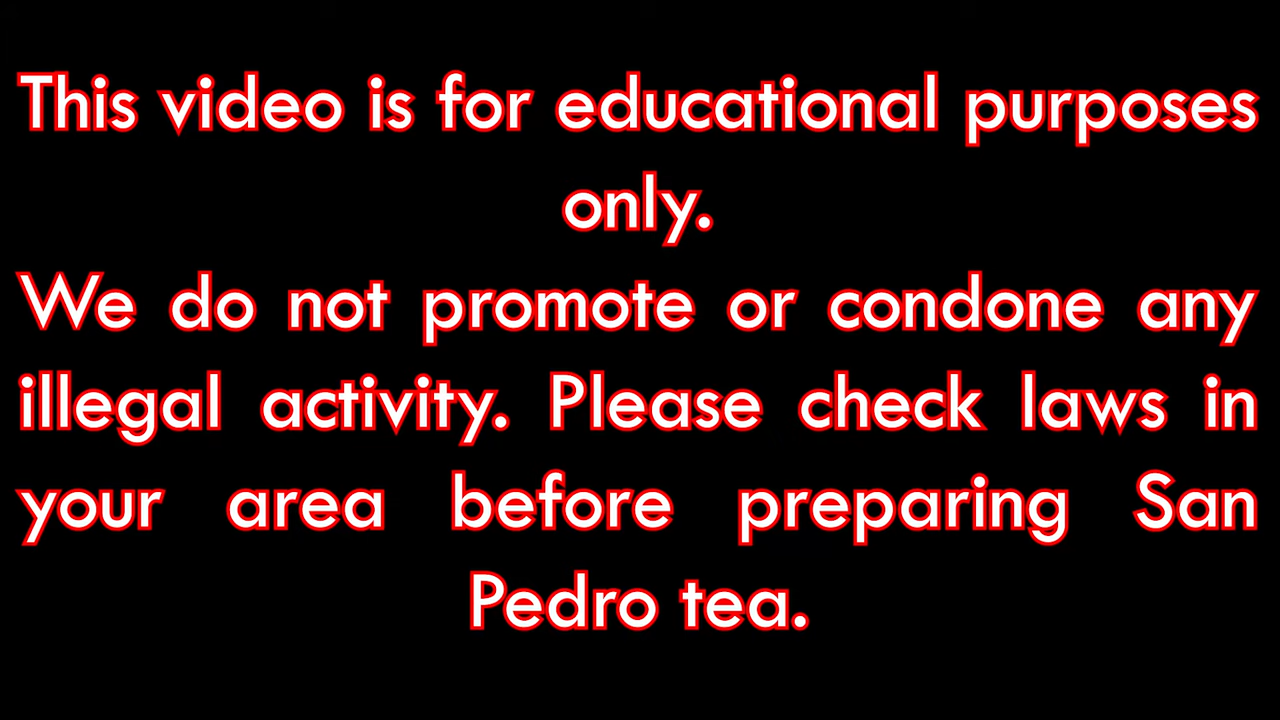 This video is for educational purposes
only.
We do not promote or condone any
illegal activity. Please check laws in
your area before preparing San
Pedro tea.